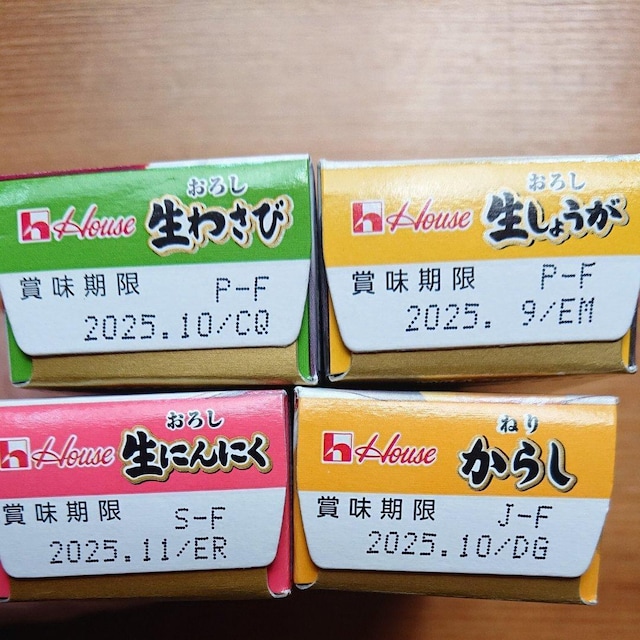 おろし
House 生わさび
賞味期限 P-F
2025.10/CQ
おろし
House 生しょうが
賞味期限 P-F
2025. 9/EM
おろし
House 生にんにく
賞味期限 S-F
2025.11/ER
ねり
House からし
賞味期限 J-F
2025.10/DG